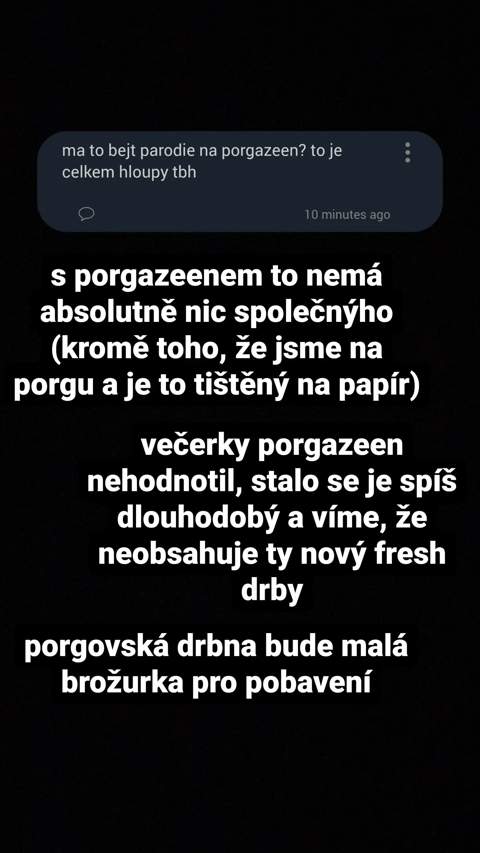 ma to bejt parodie na porgazeen? to je
celkem hloupy tbh
10 minutes ago
s porgazeenem to nemá
absolutně nic společnýho
(kromě toho, že jsme na
porgu a je to tištěný na papír)
večerky porgazeen
nehodnotil, stalo se je spíš
dlouhodobý a víme, že
neobsahuje ty nový fresh
drby
porgovská drbna bude malá
brožurka pro pobavení